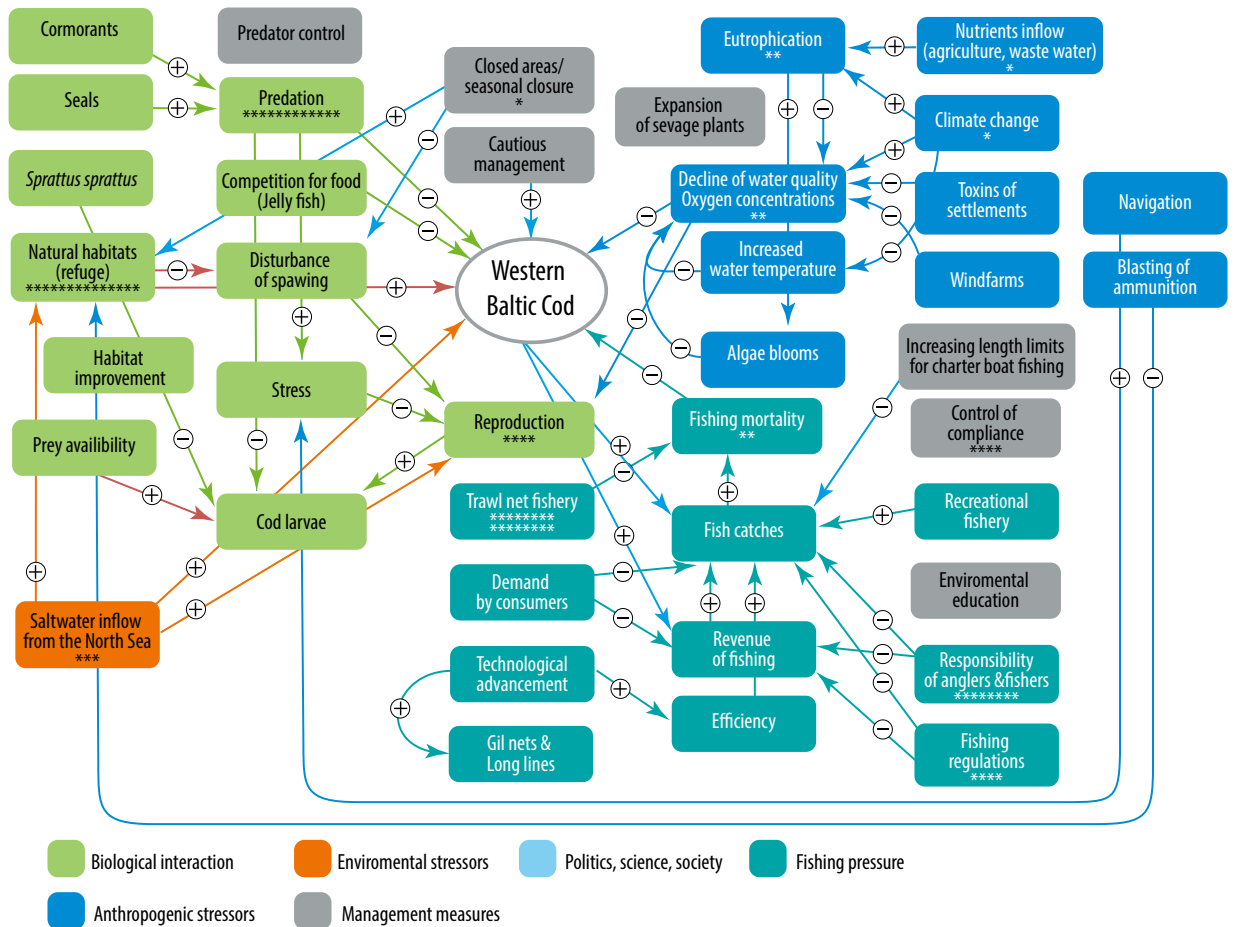 Cormorants
Predator control
Seals
Predation
************
Closed areas/
seasonal closure
*
Cautious
management
Sprattus sprattus
Competition for food
(Jelly fish)
Natural habitats
(refuge)
**************
Disturbance
of spawing
Western
Baltic Cod
Habitat
improvement
Stress
Prey availibility
Reproduction
****
Cod larvae
Saltwater inflow
from the North Sea
***
Eutrophication
**
Nutrients inflow
(agriculture, waste water)
*
Expansion
of sevage plants
Climate change
*
Decline of water quality
Oxygen concentrations
**
Toxins of
settlements
Navigation
Increased
water temperature
Windfarms
Blasting of
ammunition
Algae blooms
Increasing length limits
for charter boat fishing
Fishing mortality
**
Control of
compliance
****
Trawl net fishery
********
********
Fish catches
Recreational
fishery
Demand
by consumers
Enviromental
education
Revenue
of fishing
Technological
advancement
Responsibility
of anglers &fishers
********
Efficiency
Gil nets &
Long lines
Fishing
regulations
****
Biological interaction
Enviromental stressors
Politics, science, society
Fishing pressure
Anthropogenic stressors
Management measures